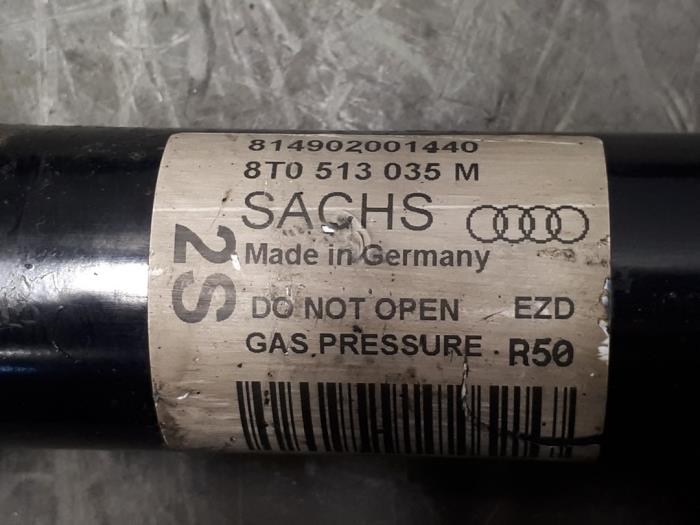 814902001440
8T0 513 035 M
SACHS
Made in Germany
2S
DO NOT OPEN EZD
GAS PRESSURE R50